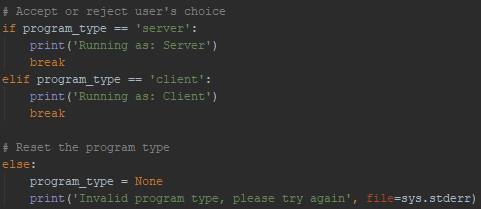 # Accept or reject user's choice
if program_type == 'server':
    print('Running as: Server')
    break
elif program_type == 'client':
    print('Running as: Client')
    break

# Reset the program type
else:
    program_type = None
    print('Invalid program type, please try again', file=sys.stderr)